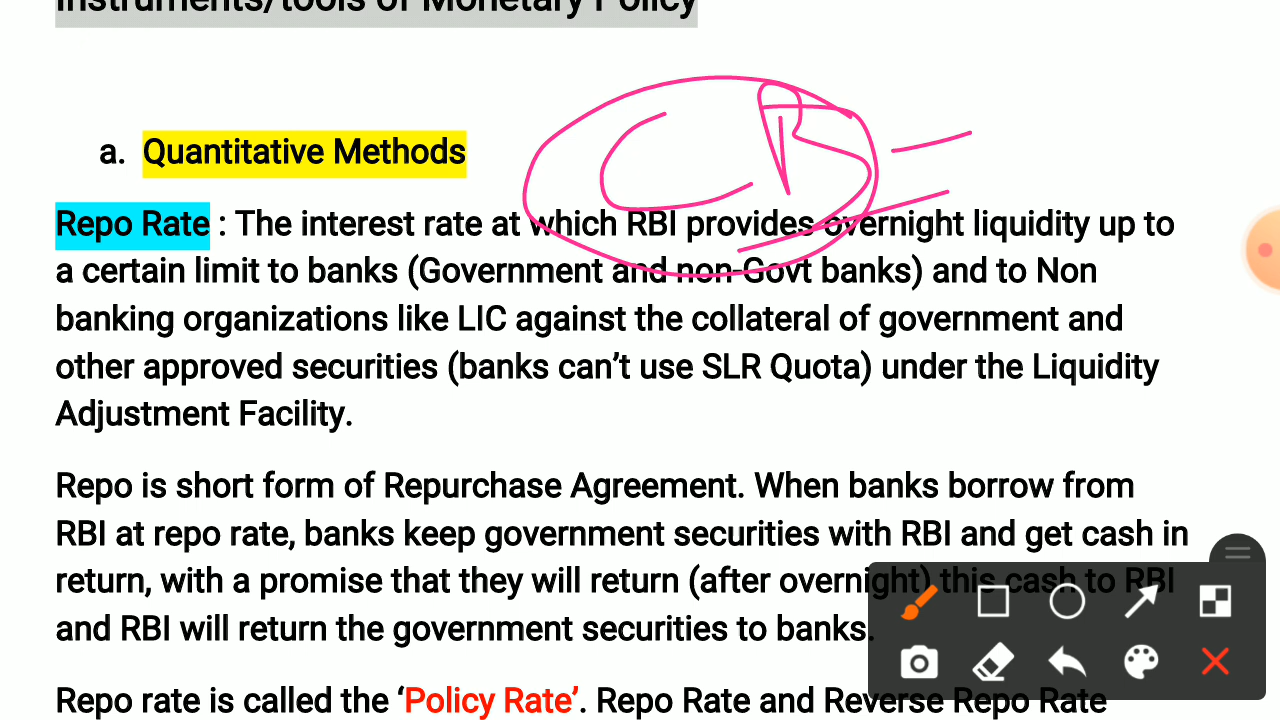 Instruments/tools of Monetary Policy
CB
a. Quantitative Methods
Repo Rate : The interest rate at which RBI provides overnight liquidity up to
a certain limit to banks (Government and non-Govt banks) and to Non
banking organizations like LIC against the collateral of government and
other approved securities (banks can’t use SLR Quota) under the Liquidity
Adjustment Facility.
Repo is short form of Repurchase Agreement. When banks borrow from
RBI at repo rate, banks keep government securities with RBI and get cash in
return, with a promise that they will return (after overnight) this cash to RBI
and RBI will return the government securities to banks.
Repo rate is called the ‘Policy Rate’. Repo Rate and Reverse Repo Rate